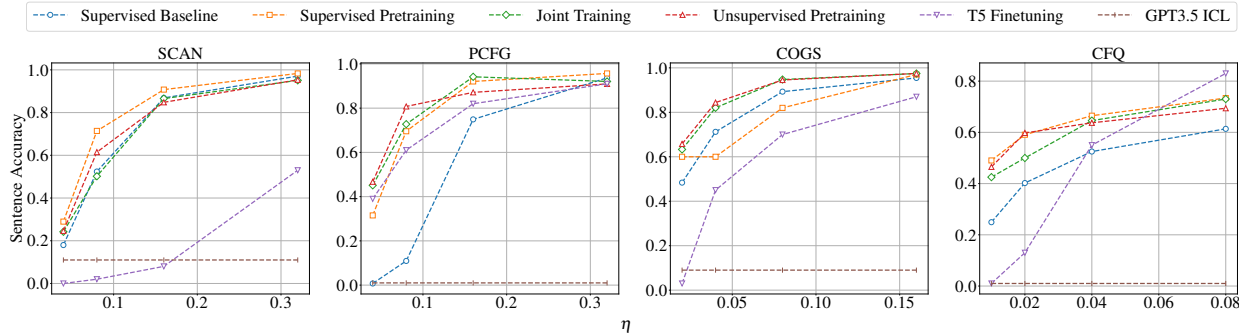 Supervised Baseline Supervised Pretraining Joint Training Unsupervised Pretraining T5 Finetuning GPT3.5 ICL
SCAN PCFG COGS CFQ
Sentence Accuracy
1.0
0.8
0.6
0.4
0.2
0.0
0.1 0.2 0.3
1.0
0.8
0.6
0.4
0.2
0.0
0.1 0.2 0.3
1.0
0.8
0.6
0.4
0.2
0.0
0.05 0.10 0.15
0.8
0.6
0.4
0.2
0.0
0.02 0.04 0.06 0.08
η